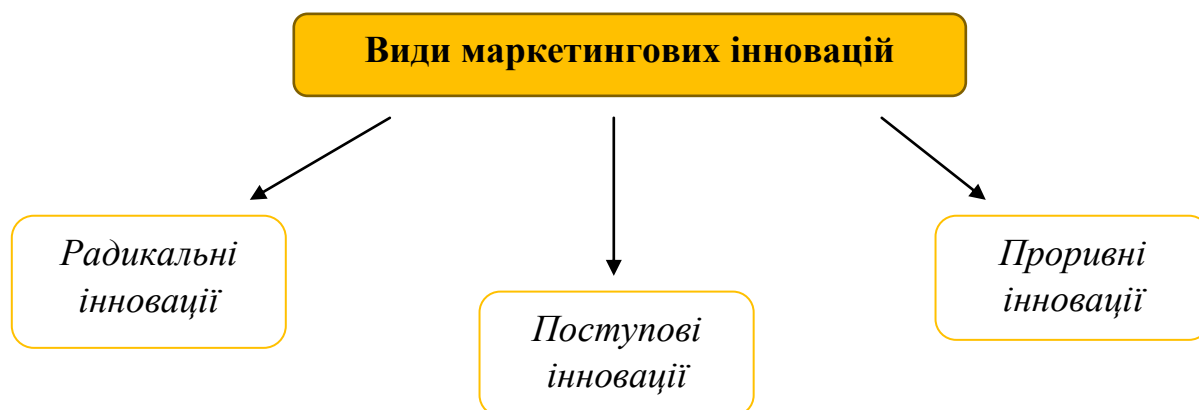 Види маркетингових інновацій
Радикальні
інновації
Поступові
інновації
Проривні
інновації